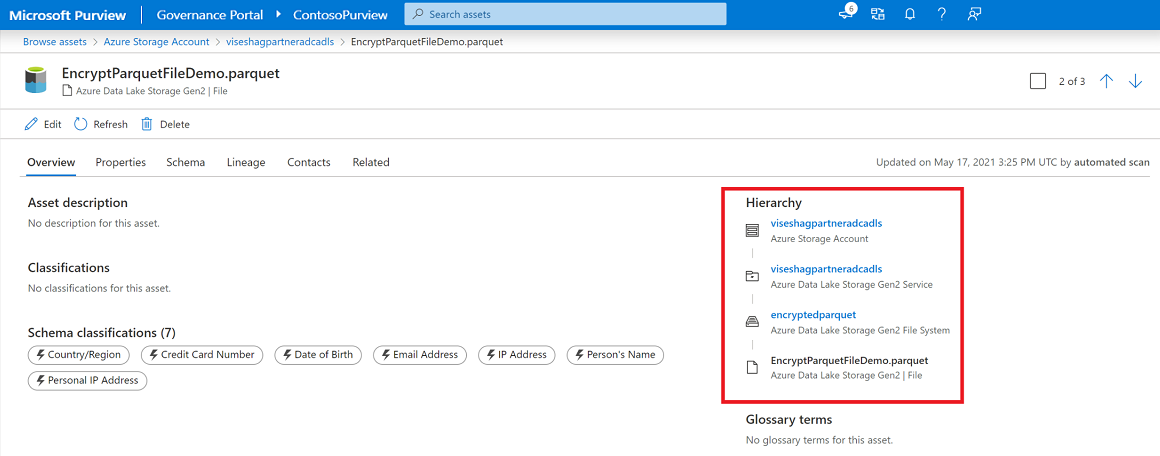 Microsoft Purview Governance Portal ContosoPurview Search assets 6
Browse assets Azure Storage Account viseshagpartneradcadls EncryptParquetFileDemo.parquet
EncryptParquetFileDemo.parquet
Azure Data Lake Storage Gen2 | File
2 of 3
Edit Refresh Delete
Overview Properties Schema Lineage Contacts Related Updated on May 17, 2021 3:25 PM UTC by automated scan
Asset description
No description for this asset.
Classifications
No classifications for this asset.
Schema classifications (7)
Country/Region Credit Card Number Date of Birth Email Address IP Address Person's Name
Personal IP Address
Hierarchy
viseshagpartneradcadls
Azure Storage Account
viseshagpartneradcadls
Azure Data Lake Storage Gen2 Service
encryptedparquet
Azure Data Lake Storage Gen2 File System
EncryptParquetFileDemo.parquet
Azure Data Lake Storage Gen2 | File
Glossary terms
No glossary terms for this asset.